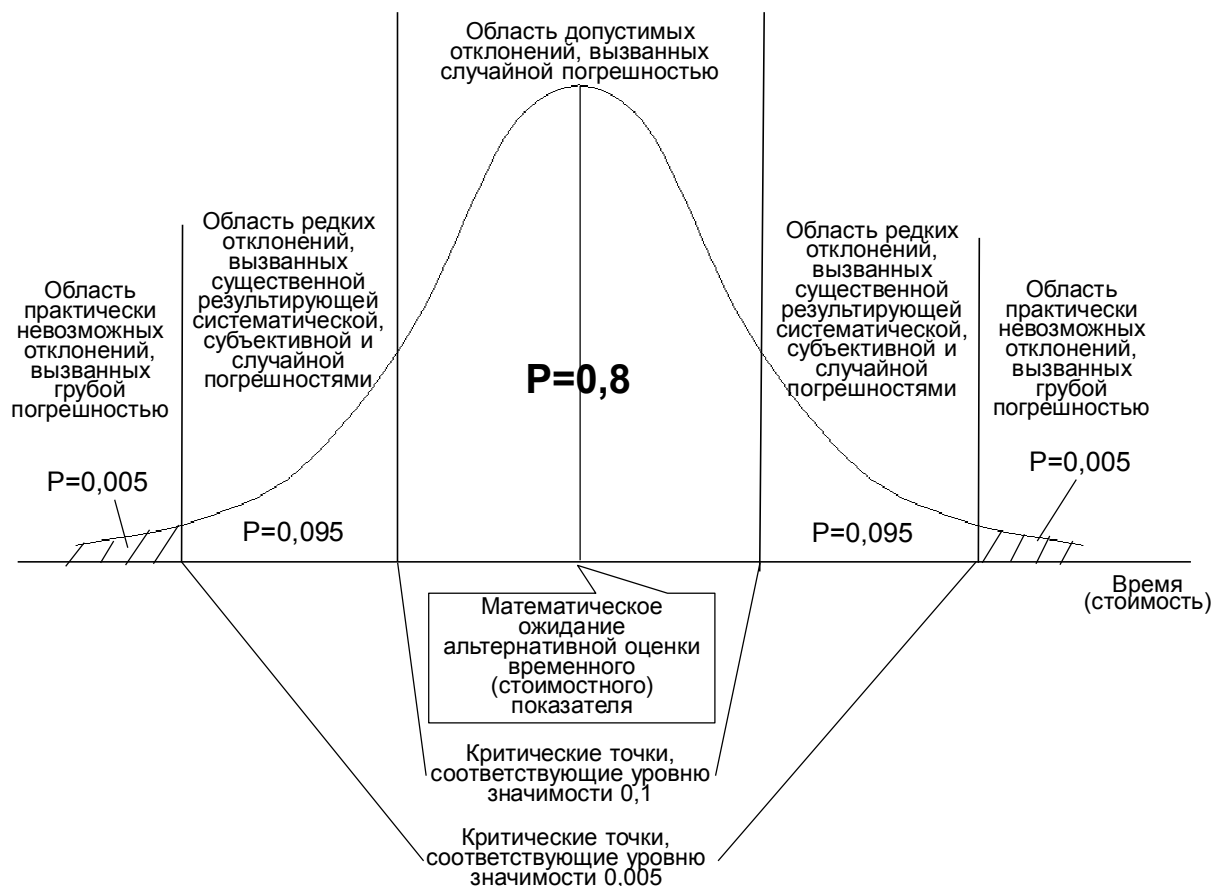 Область допустимых
отклонений, вызванных
случайной погрешностью
Область редких
отклонений,
вызванных
существенной
результирующей
систематической,
субъективной и
случайной
погрешностями
Область редких
отклонений,
вызванных
существенной
результирующей
систематической,
субъективной и
случайной
погрешностями
Область
практически
невозможных
отклонений,
вызванных
грубой
погрешностью
Область
практически
невозможных
отклонений,
вызванных
грубой
погрешностью
P=0,8
P=0,005
P=0,005
P=0,095
P=0,095
Время
(стоимость)
Математическое
ожидание
альтернативной оценки
временного
(стоимостного)
показателя
Критические точки,
соответствующие уровню
значимости 0,1
Критические точки,
соответствующие уровню
значимости 0,005